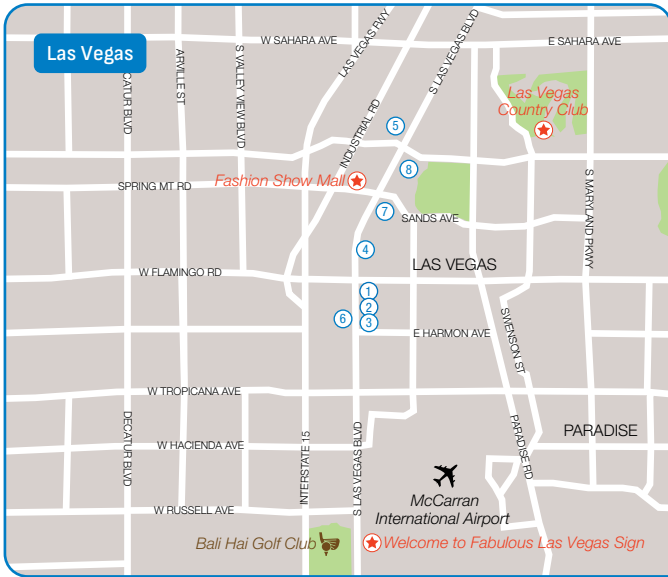 Las Vegas
W SAHARA AVE
E SAHARA AVE
LAS VEGAS FWY
S LAS VEGAS BLVD
CATUR BLVD
ARVILLE ST
S VALLEY VIEW BLVD
INDUSTRIAL RD
Las Vegas
Country Club
5
8
SPRING MT RD
Fashion Show Mall
S MARYLAND PKWY
7
SANDS AVE
4
LAS VEGAS
W FLAMINGO RD
1
2
6
3
E HARMON AVE
SWENSON ST
W TROPICANA AVE
DECATUR BLVD
INTERSTATE 15
S LAS VEGAS BLVD
PARADISE RD
PARADISE
W HACIENDA AVE
McCarran
International Airport
W RUSSELL AVE
Bali Hai Golf Club
Welcome to Fabulous Las Vegas Sign